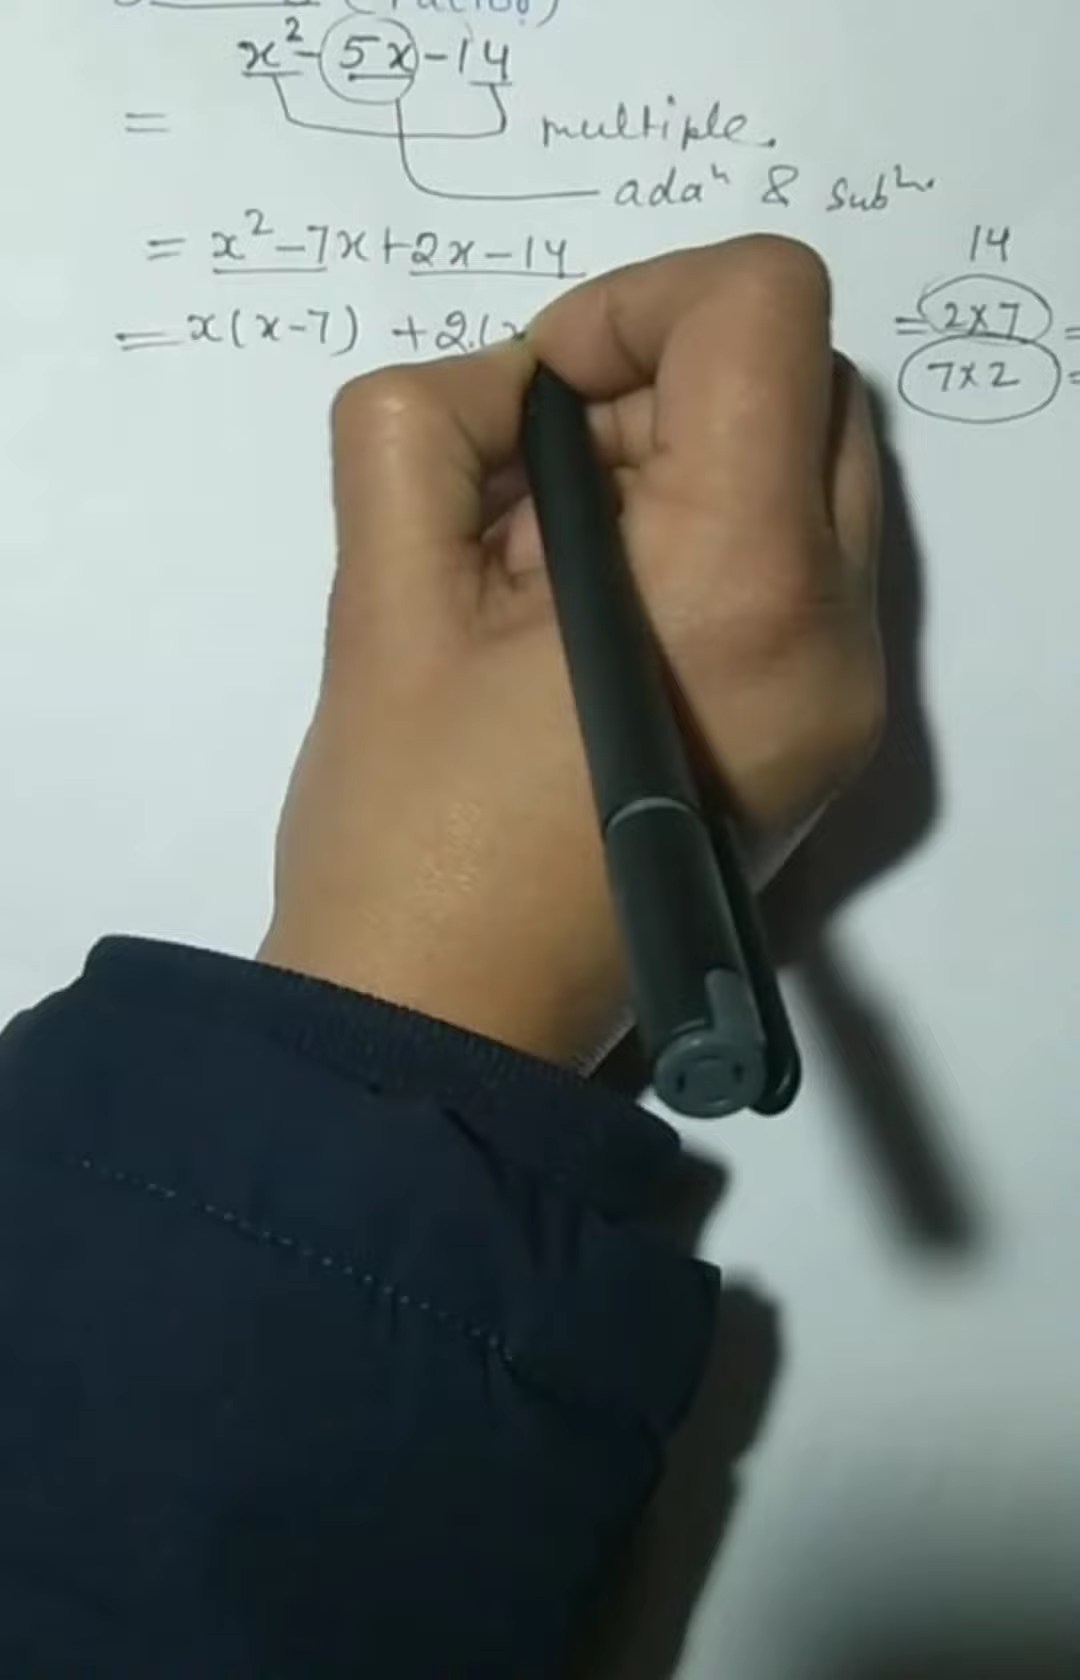 x² - 5x - 14
= multiple.
adaⁿ & subⁿ.
= x² - 7x + 2x - 14
14
= x(x-7) + 2.(x
= 2x7 =
7x2 =